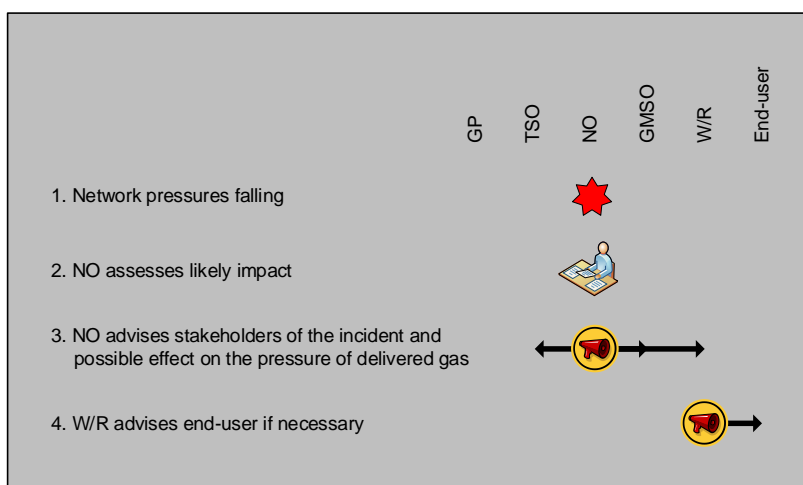 GP
TSO
NO
GMSO
W/R
End-user
1. Network pressures falling
2. NO assesses likely impact
3. NO advises stakeholders of the incident and
possible effect on the pressure of delivered gas
4. W/R advises end-user if necessary